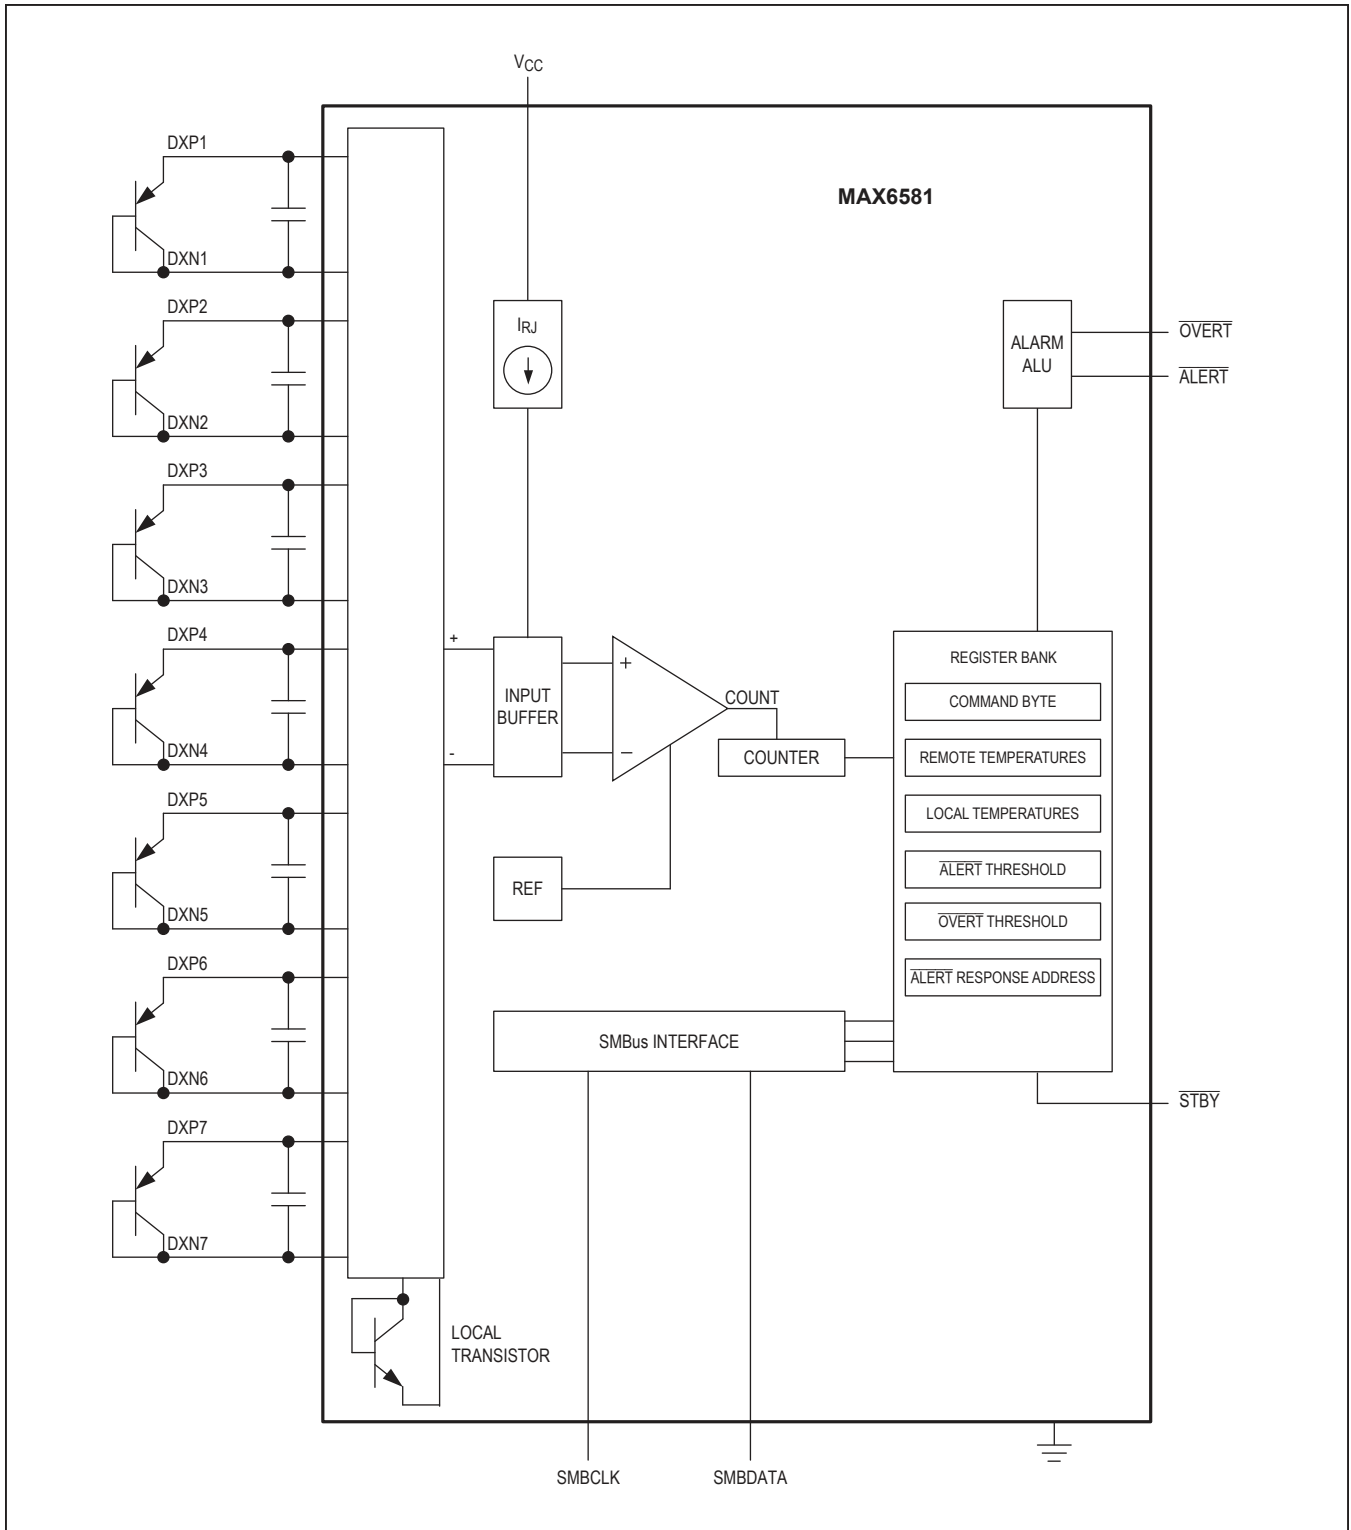 VCC
MAX6581
DXP1
DXN1
DXP2
DXN2
DXP3
DXN3
DXP4
DXN4
DXP5
DXN5
DXP6
DXN6
DXP7
DXN7
IRJ
ALARM
ALU
OVERT
ALERT
+
-
INPUT
BUFFER
+
−
COUNT
COUNTER
REF
REGISTER BANK
COMMAND BYTE
REMOTE TEMPERATURES
LOCAL TEMPERATURES
ALERT THRESHOLD
OVERT THRESHOLD
ALERT RESPONSE ADDRESS
SMBus INTERFACE
STBY
LOCAL
TRANSISTOR
SMBCLK
SMBDATA